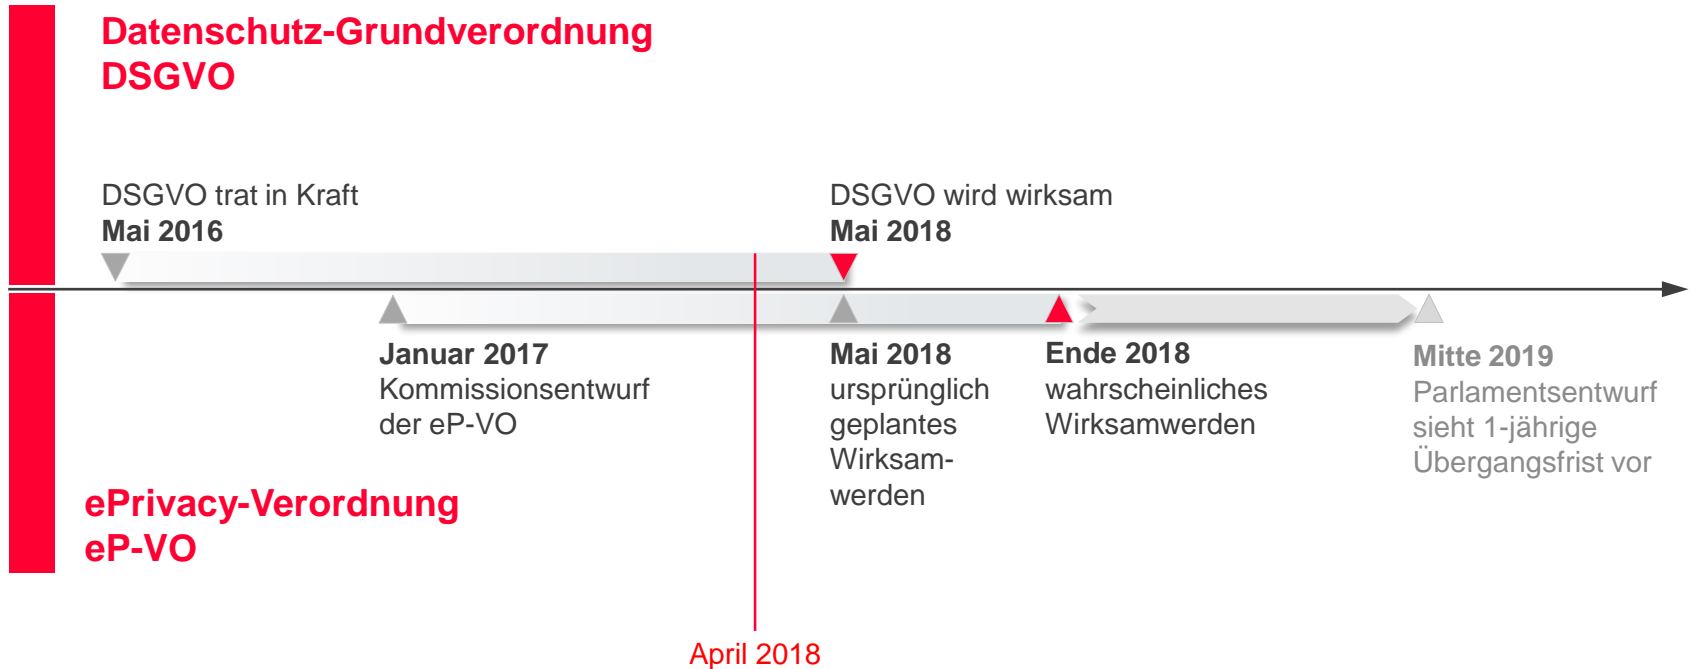 Datenschutz-Grundverordnung
DSGVO
DSGVO trat in Kraft
Mai 2016
DSGVO wird wirksam
Mai 2018
Januar 2017
Kommissionsentwurf
der eP-VO
Mai 2018
ursprünglich
geplantes
Wirksam-
werden
Ende 2018
wahrscheinliches
Wirksamwerden
Mitte 2019
Parlamentsentwurf
sieht 1-jährige
Übergangsfrist vor
ePrivacy-Verordnung
eP-VO
April 2018